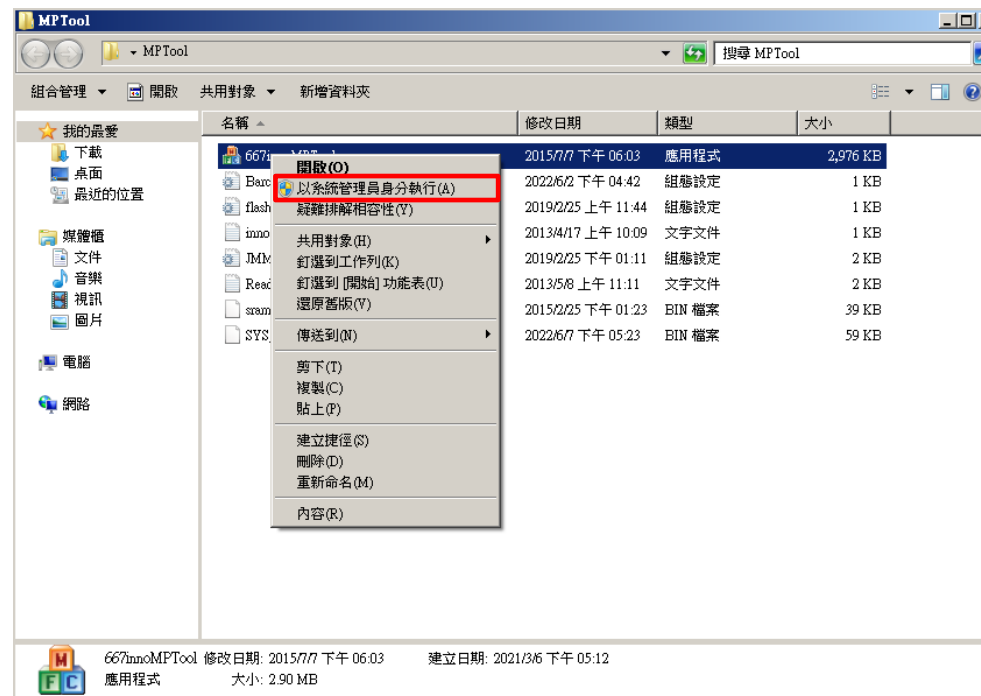 MPTool
MPTool
搜尋 MPTool
組合管理 開啟 共用對象 新增資料夾
我的最愛
下載
桌面
最近的位置
媒體櫃
文件
音樂
視訊
圖片
電腦
網路
名稱 修改日期 類型 大小
667i 2015/7/7 下午 06:03 應用程式 2,976 KB
Barc 2022/6/2 下午 04:42 組態設定 1 KB
flash 2019/2/25 上午 11:44 組態設定 1 KB
inno 2013/4/17 上午 10:09 文字文件 1 KB
JMM 2019/2/25 下午 01:11 組態設定 2 KB
Read 2013/5/8 上午 11:11 文字文件 2 KB
sram 2015/2/25 下午 01:23 BIN 檔案 39 KB
SYS_ 2022/6/7 下午 05:23 BIN 檔案 59 KB
開啟(O)
以系統管理員身分執行(A)
疑難排解相容性(Y)
共用對象(H)
釘選到工作列(K)
釘選到 [開始] 功能表(U)
還原舊版(V)
傳送到(N)
剪下(T)
複製(C)
貼上(P)
建立捷徑(S)
刪除(D)
重新命名(M)
內容(R)
667innoMPTool 修改日期: 2015/7/7 下午 06:03 建立日期: 2021/3/6 下午 05:12
應用程式 大小: 2.90 MB
M
F C